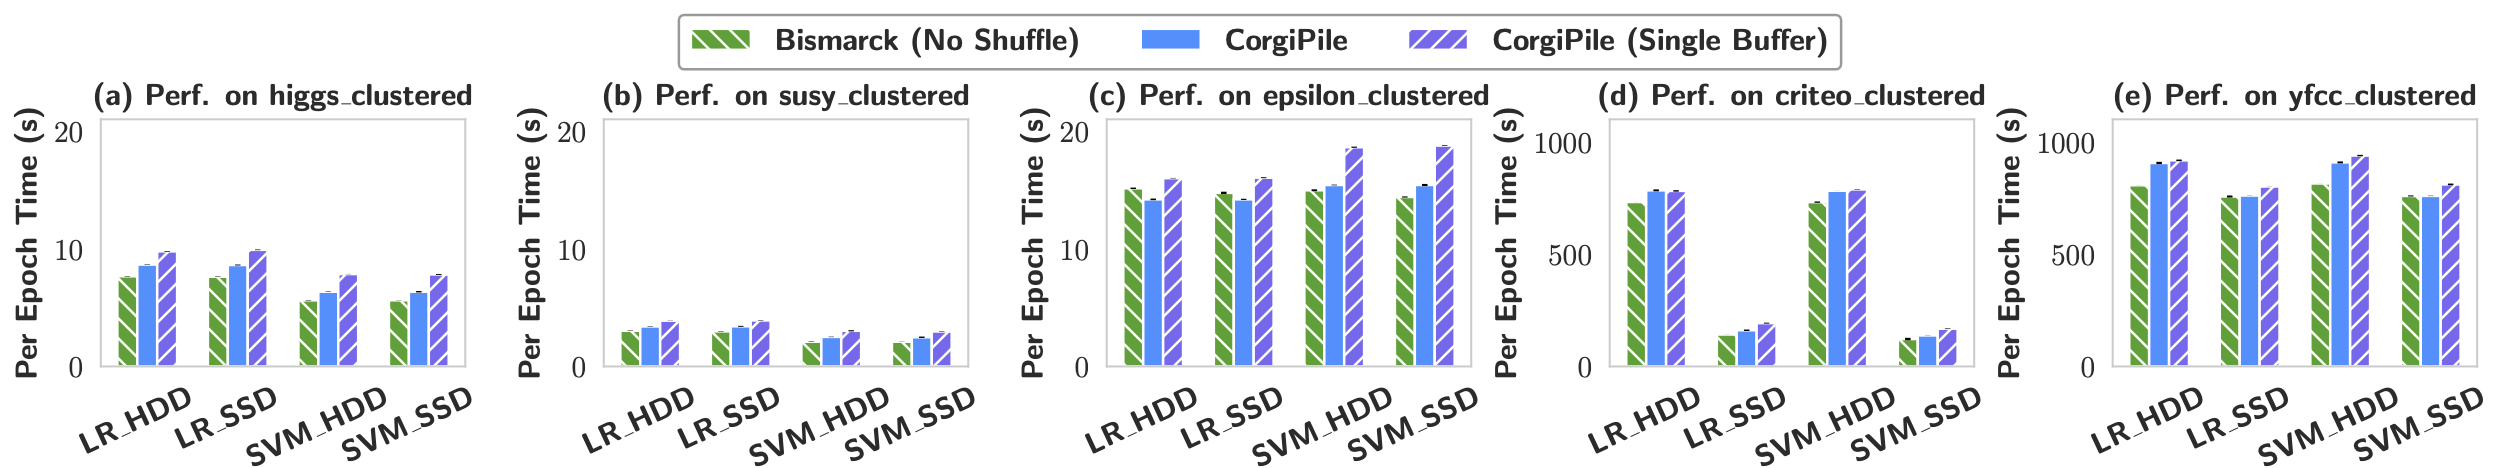 Bismarck (No Shuffle) CorgiPile CorgiPile (Single Buffer)
(a) Perf. on higgs_clustered
Per Epoch Time (s)
20
10
0
LR_HDD LR_SSD SVM_HDD SVM_SSD
(b) Perf. on susy_clustered
Per Epoch Time (s)
20
10
0
LR_HDD LR_SSD SVM_HDD SVM_SSD
(c) Perf. on epsilon_clustered
Per Epoch Time (s)
20
10
0
LR_HDD LR_SSD SVM_HDD SVM_SSD
(d) Perf. on criteo_clustered
Per Epoch Time (s)
1000
500
0
LR_HDD LR_SSD SVM_HDD SVM_SSD
(e) Perf. on yfcc_clustered
Per Epoch Time (s)
1000
500
0
LR_HDD LR_SSD SVM_HDD SVM_SSD